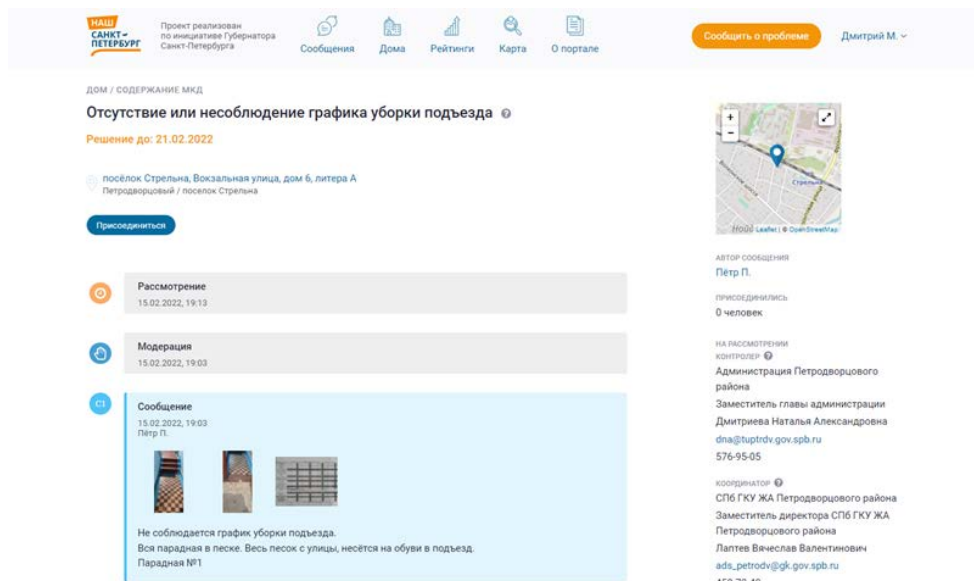 НАШ
САНКТ-
ПЕТЕРБУРГ
Проект реализован
по инициативе Губернатора
Санкт-Петербурга
Сообщения
Дома
Рейтинги
Карта
О портале
Сообщить о проблеме
Дмитрий М.
ДОМ / СОДЕРЖАНИЕ МКД
Отсутствие или несоблюдение графика уборки подъезда
Решение до: 21.02.2022
посёлок Стрельна, Вокзальная улица, дом 6, литера А
Петродворцовый / поселок Стрельна
Присоединиться
Рассмотрение
15.02.2022, 19:13
Модерация
15.02.2022, 19:03
С1
Сообщение
15.02.2022, 19:03
Пётр П.
Не соблюдается график уборки подъезда.
Вся парадная в песке. Весь песок с улицы, несётся на обуви в подъезд.
Парадная №1
+
-
Стрельна
Leaflet | © OpenStreetMap
АВТОР СООБЩЕНИЯ
Пётр П.
ПРИСОЕДИНИЛИСЬ
0 человек
НА РАССМОТРЕНИИ
КОНТРОЛЕР
Администрация Петродворцового
района
Заместитель главы администрации
Дмитриева Наталья Александровна
dna@tuptrdv.gov.spb.ru
576-95-05
КООРДИНАТОР
СПб ГКУ ЖА Петродворцового района
Заместитель директора СПб ГКУ ЖА
Петродворцового района
Лаптев Вячеслав Валентинович
ads_petrodv@gk.gov.spb.ru